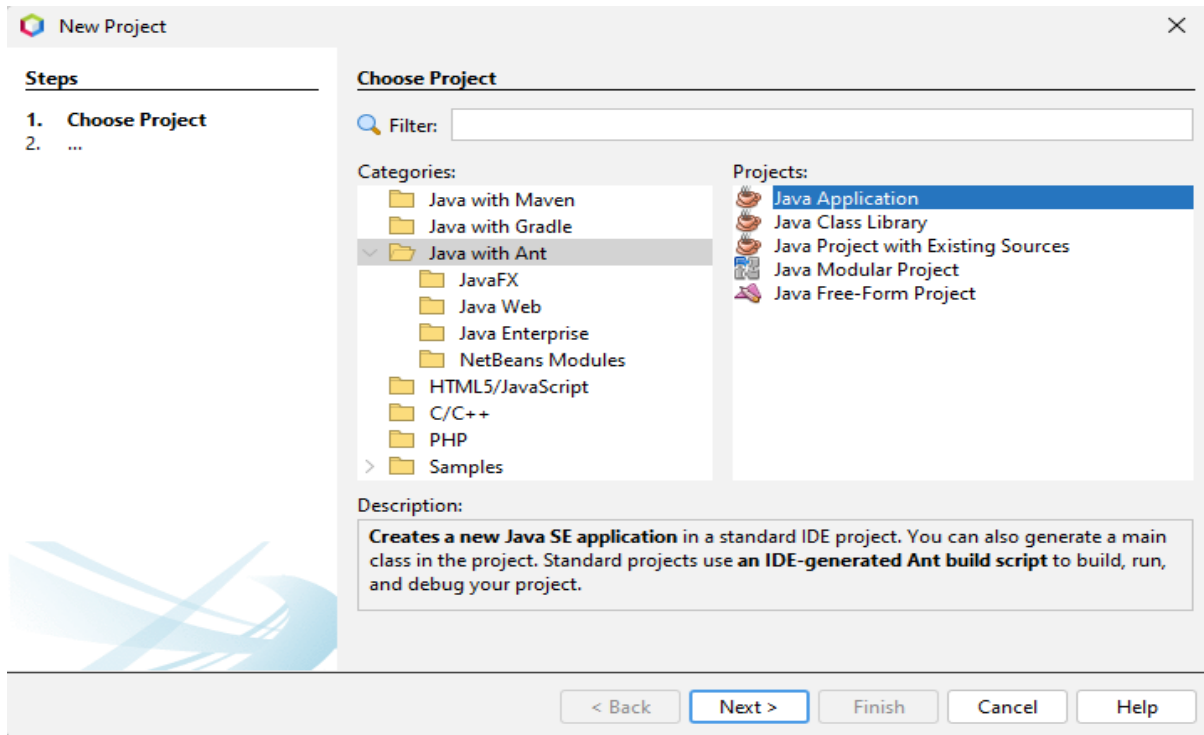 New Project
Steps
1. Choose Project
2. ...
Choose Project
Filter:
Categories:
Java with Maven
Java with Gradle
Java with Ant
JavaFX
Java Web
Java Enterprise
NetBeans Modules
HTML5/JavaScript
C/C++
PHP
Samples
Projects:
Java Application
Java Class Library
Java Project with Existing Sources
Java Modular Project
Java Free-Form Project
Description:
Creates a new Java SE application in a standard IDE project. You can also generate a main
class in the project. Standard projects use an IDE-generated Ant build script to build, run,
and debug your project.
< Back Next > Finish Cancel Help